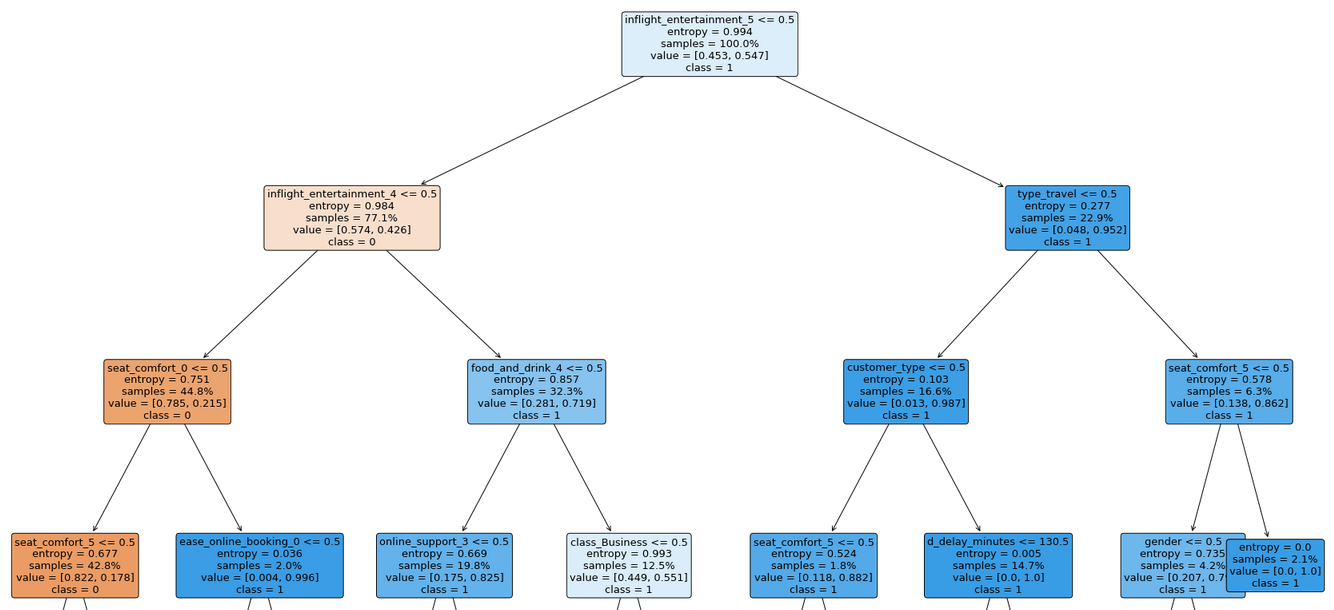 inflight_entertainment_5 <= 0.5
entropy = 0.994
samples = 100.0%
value = [0.453, 0.547]
class = 1
inflight_entertainment_4 <= 0.5
entropy = 0.984
samples = 77.1%
value = [0.574, 0.426]
class = 0
type_travel <= 0.5
entropy = 0.277
samples = 22.9%
value = [0.048, 0.952]
class = 1
seat_comfort_0 <= 0.5
entropy = 0.751
samples = 44.8%
value = [0.785, 0.215]
class = 0
food_and_drink_4 <= 0.5
entropy = 0.857
samples = 32.3%
value = [0.281, 0.719]
class = 1
customer_type <= 0.5
entropy = 0.103
samples = 16.6%
value = [0.013, 0.987]
class = 1
seat_comfort_5 <= 0.5
entropy = 0.578
samples = 6.3%
value = [0.138, 0.862]
class = 1
seat_comfort_5 <= 0.5
entropy = 0.677
samples = 42.8%
value = [0.822, 0.178]
class = 0
ease_online_booking_0 <= 0.5
entropy = 0.036
samples = 2.0%
value = [0.004, 0.996]
class = 1
online_support_3 <= 0.5
entropy = 0.669
samples = 19.8%
value = [0.175, 0.825]
class = 1
class_Business <= 0.5
entropy = 0.993
samples = 12.5%
value = [0.449, 0.551]
class = 1
seat_comfort_5 <= 0.5
entropy = 0.524
samples = 1.8%
value = [0.118, 0.882]
class = 1
d_delay_minutes <= 130.5
entropy = 0.005
samples = 14.7%
value = [0.0, 1.0]
class = 1
gender <= 0.5
entropy = 0.735
samples = 4.2%
value = [0.207,
class = 1
entropy = 0.0
samples = 2.1%
value = [0.0, 1.0]
class = 1